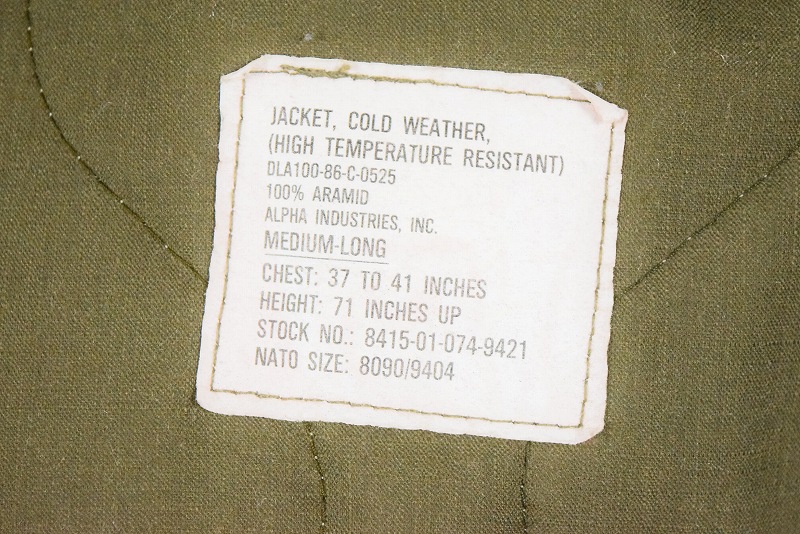 JACKET, COLD WEATHER,
(HIGH TEMPERATURE RESISTANT)
DLA100-86-C-0525
100% ARAMID
ALPHA INDUSTRIES, INC.
MEDIUM-LONG
CHEST: 37 TO 41 INCHES
HEIGHT: 71 INCHES UP
STOCK NO.: 8415-01-074-9421
NATO SIZE: 8090/9404